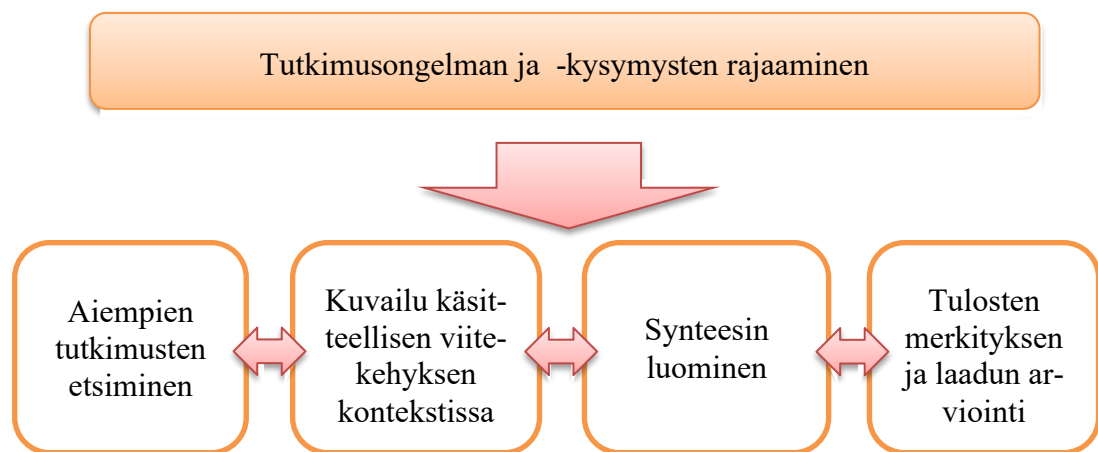 Tutkimusongelman ja -kysymysten rajaaminen
Aiempien
tutkimusten
etsiminen
Kuvailu käsit-
teellisen viite-
kehyksen
kontekstissa
Synteesin
luominen
Tulosten
merkityksen
ja laadun ar-
viointi